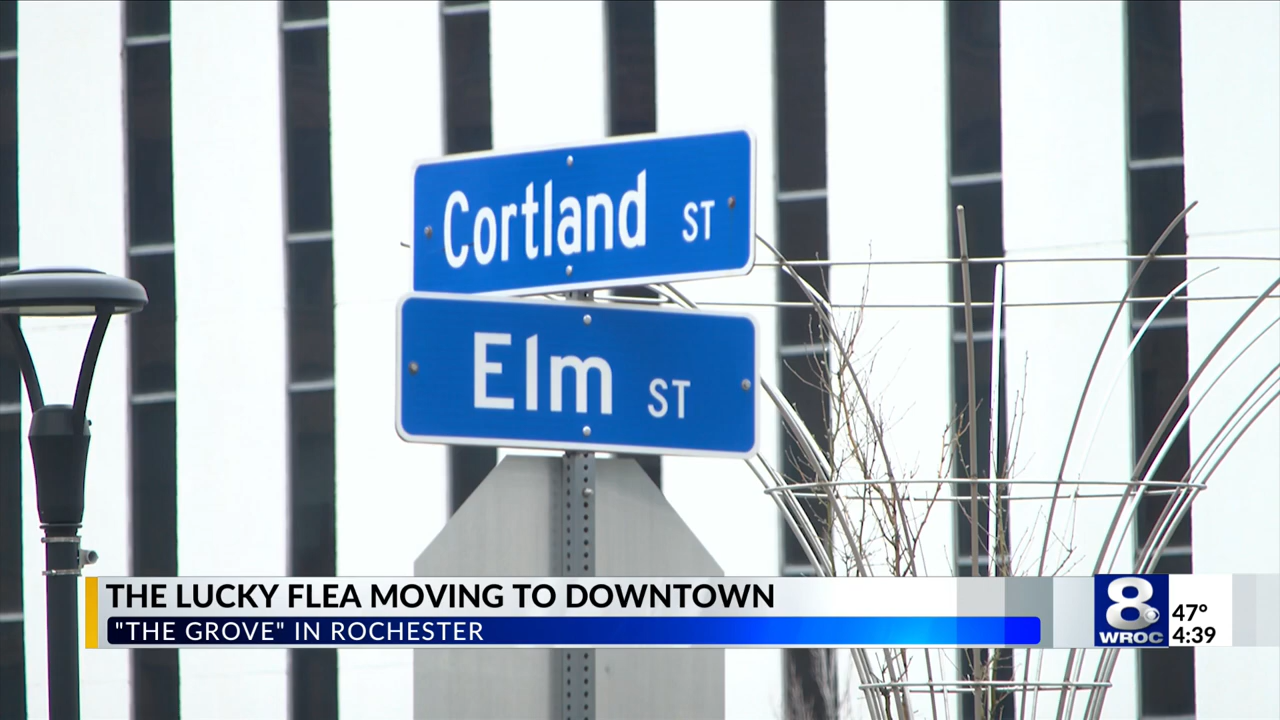 Cortland ST
Elm ST
THE LUCKY FLEA MOVING TO DOWNTOWN
"THE GROVE" IN ROCHESTER
8
WROC
47°
4:39